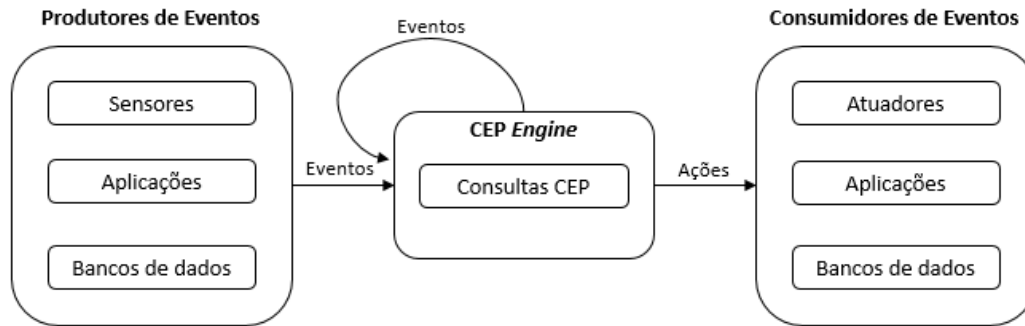 Produtores de Eventos
Sensores
Aplicações
Bancos de dados
Eventos
Eventos
CEP Engine
Consultas CEP
Ações
Consumidores de Eventos
Atuadores
Aplicações
Bancos de dados